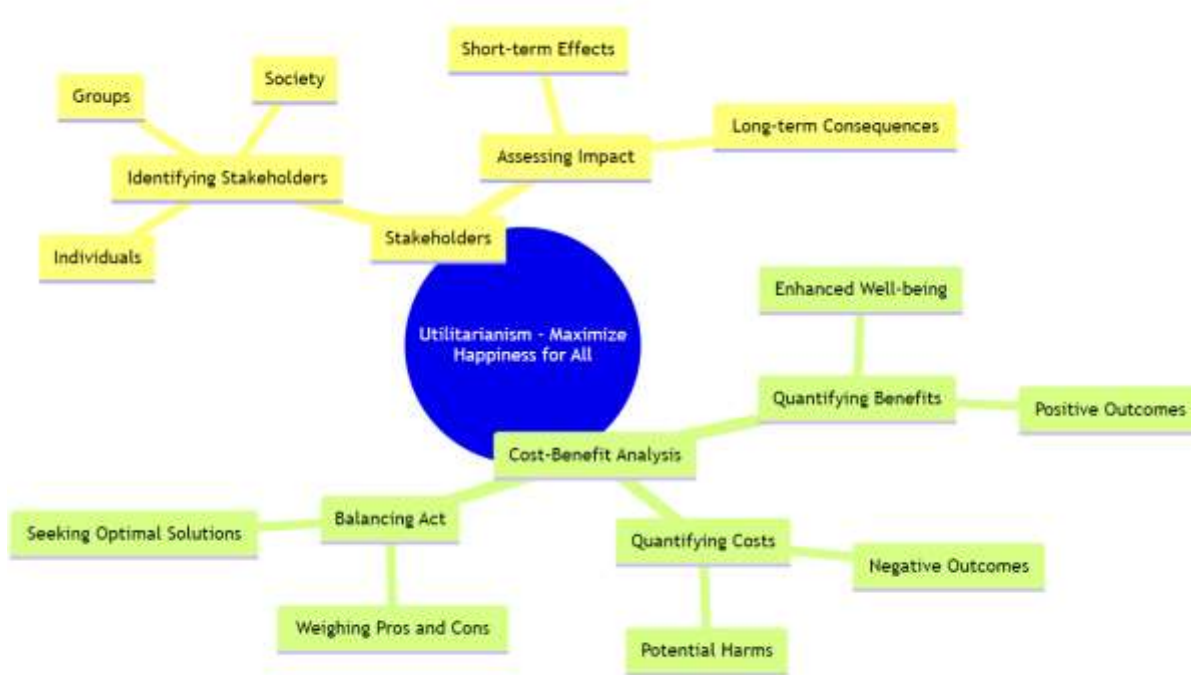 Short-term Effects
Society
Groups
Long-term Consequences
Assessing Impact
Identifying Stakeholders
Stakeholders
Individuals
Enhanced Well-being
Utilitarianism - Maximize
Happiness for All
Quantifying Benefits
Positive Outcomes
Cost-Benefit Analysis
Balancing Act
Seeking Optimal Solutions
Quantifying Costs
Negative Outcomes
Weighing Pros and Cons
Potential Harms